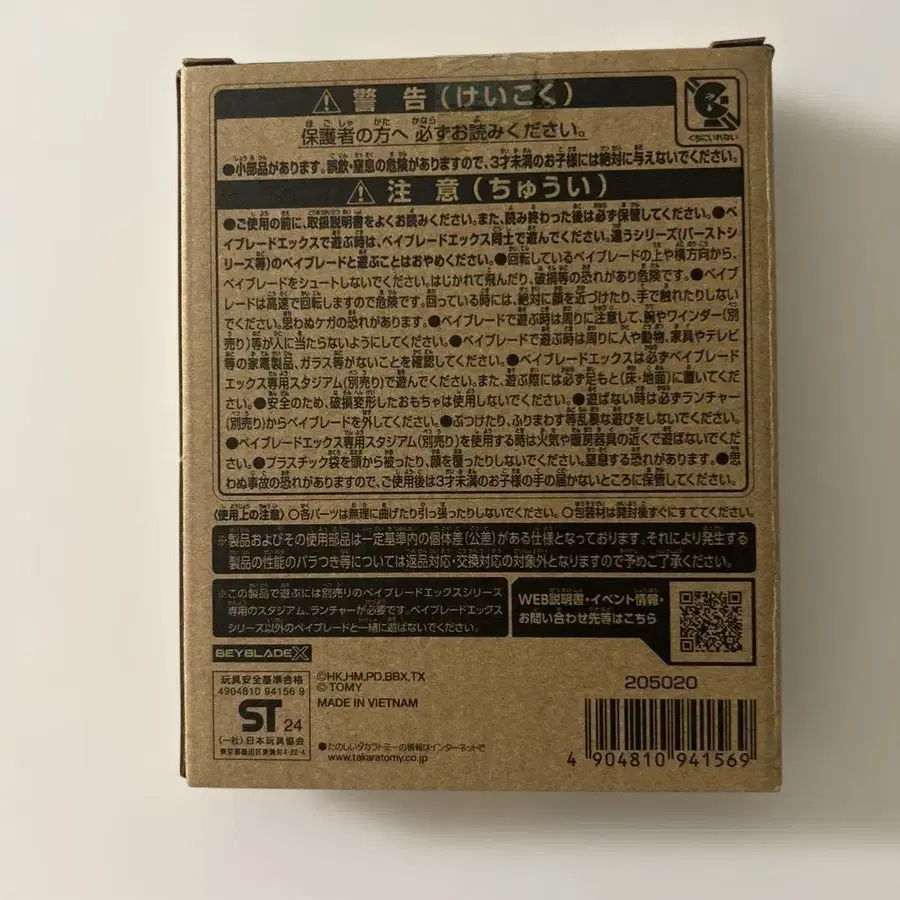 警告(けいこく)
くちにいれない
保護者の方へ 必ずお読みください。
●小部品があります。誤飲・窒息の危険がありますので、3才未満のお子様には絶対に与えないでください。
注意(ちゅうい)
●ご使用の前に、取扱説明書をよくお読みください。また、読み終わった後は必ず保管してください。●ベ
イブレードエックスで遊ぶ時は、ベイブレードエックス同士で遊んでください。違うシリーズ(バーストシ
リーズ等)のベイブレードと遊ぶことはおやめください。●回転しているベイブレードの上や横方向から、
ベイブレードをシュートしないでください。はじかれて飛んだり、破損等の恐れがあり危険です。●ベイブ
レードは高速で回転しますので危険です。回っている時には、絶対に顔を近づけたり、手で触れたりしない
でください。思わぬケガの恐れがあります。●ベイブレードで遊ぶ時は周りに注意して、腕やワインダー(別
売り)等が人に当たらないようにしてください。●ベイブレードで遊ぶ時は周りに人や動物、家具やテレビ
等の家電製品、ガラス等がないことを確認してください。●ベイブレードエックスは必ずベイブレード
エックス専用スタジアム(別売り)で遊んでください。また、遊ぶ際には必ず足もと(床・地面)に置いてくだ
さい。●安全のため、破損変形したおもちゃは使用しないでください。●遊ばない時は必ずランチャー
(別売り)からベイブレードを外してください。●ぶつけたり、ふりまわす等乱暴な遊びをしないでください。
●ベイブレードエックス専用スタジアム(別売り)を使用する時は火気や暖房器具の近くで遊ばないでくだ
さい。●プラスチック袋を頭から被ったり、顔を覆ったりしないでください。窒息する恐れがあります。●思
わぬ事故の恐れがありますので、ご使用後は3才未満のお子様の手の届かないところに保管してください。
〈使用上の注意〉○各パーツは無理に曲げたり引っ張ったりしないでください。○包装材は開封後すぐにすててください。
※製品およびその使用部品は一定基準内の個体差(公差)がある仕様となっております。それにより発生する
製品の性能のバラつき等については返品対応・交換対応の対象外となりますので予めご了承ください。
※この製品で遊ぶには別売りのベイブレードエックスシリーズ
専用のスタジアム、ランチャーが必要です。ベイブレードエックス
シリーズ以外のベイブレードと一緒に遊ばないでください。
WEB説明書・イベント情報・
お問い合わせ先等はこちら
BEYBLADE X
玩具安全基準合格
4904810 94156 9
ST 24
(一社)日本玩具協会
東京都墨田区東駒形4-22-4
©HK,HM,PD,BBX,TX
© TOMY
MADE IN VIETNAM
●たのしいタカラトミーの情報はインターネットで
www.takaratomy.co.jp
205020
4 904810 941569